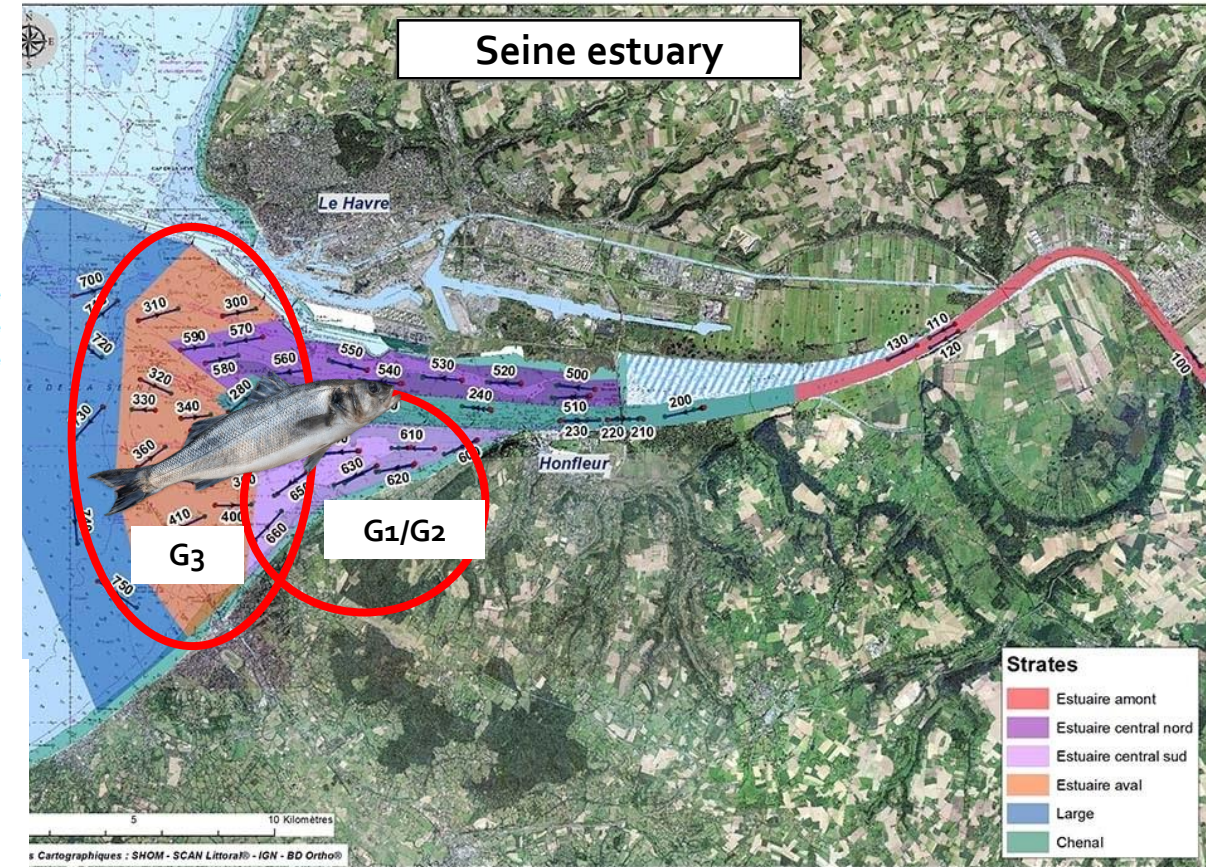 Seine estuary
N
E
Le Havre
Honfleur
700
720
730
740
750
310
300
590
570
580
320
330
340
280
360
410
400
560
550
540
530
520
500
510
240
200
230
220
210
610
630
620
600
650
660
130
110
120
100
G3
G1/G2
Strates
Estuaire amont
Estuaire central nord
Estuaire central sud
Estuaire aval
Large
Chenal
5
10 Kilomètres
s Cartographiques : SHOM - SCAN Littoral® - IGN - BD Ortho®